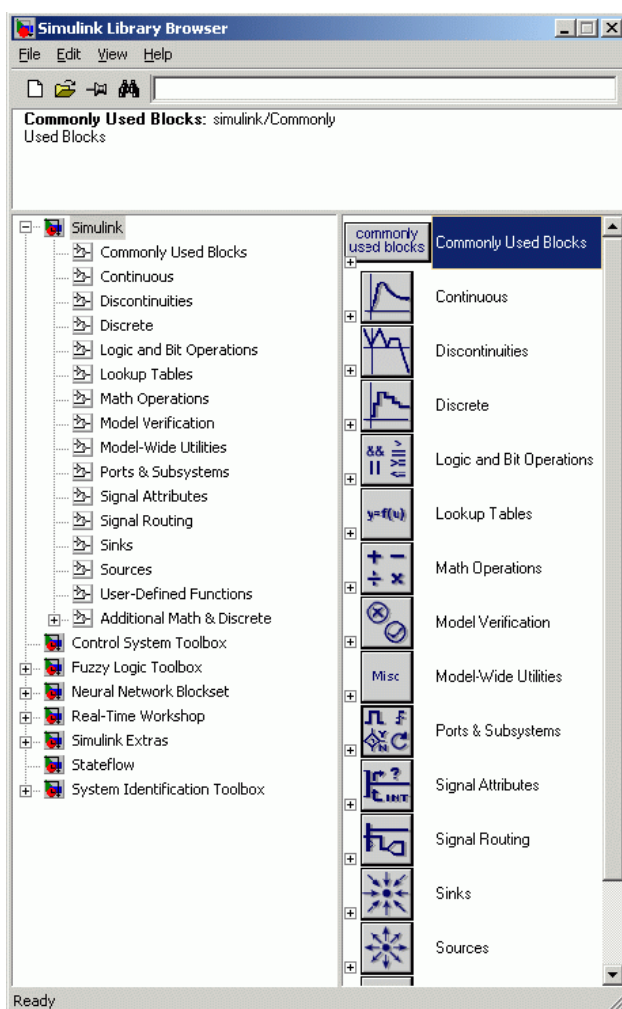 Simulink Library Browser
File Edit View Help
Commonly Used Blocks: simulink/Commonly
Used Blocks
Simulink
Commonly Used Blocks
Continuous
Discontinuities
Discrete
Logic and Bit Operations
Lookup Tables
Math Operations
Model Verification
Model-Wide Utilities
Ports & Subsystems
Signal Attributes
Signal Routing
Sinks
Sources
User-Defined Functions
Additional Math & Discrete
Control System Toolbox
Fuzzy Logic Toolbox
Neural Network Blockset
Real-Time Workshop
Simulink Extras
Stateflow
System Identification Toolbox
commonly
used blocks
Commonly Used Blocks
Continuous
Discontinuities
Discrete
&& >
|| >=
<=
Logic and Bit Operations
y=f(u)
Lookup Tables
+ −
÷ ×
Math Operations
Model Verification
Misc
Model-Wide Utilities
Y
N
Ports & Subsystems
?
INT
Signal Attributes
Signal Routing
Sinks
Sources
Ready